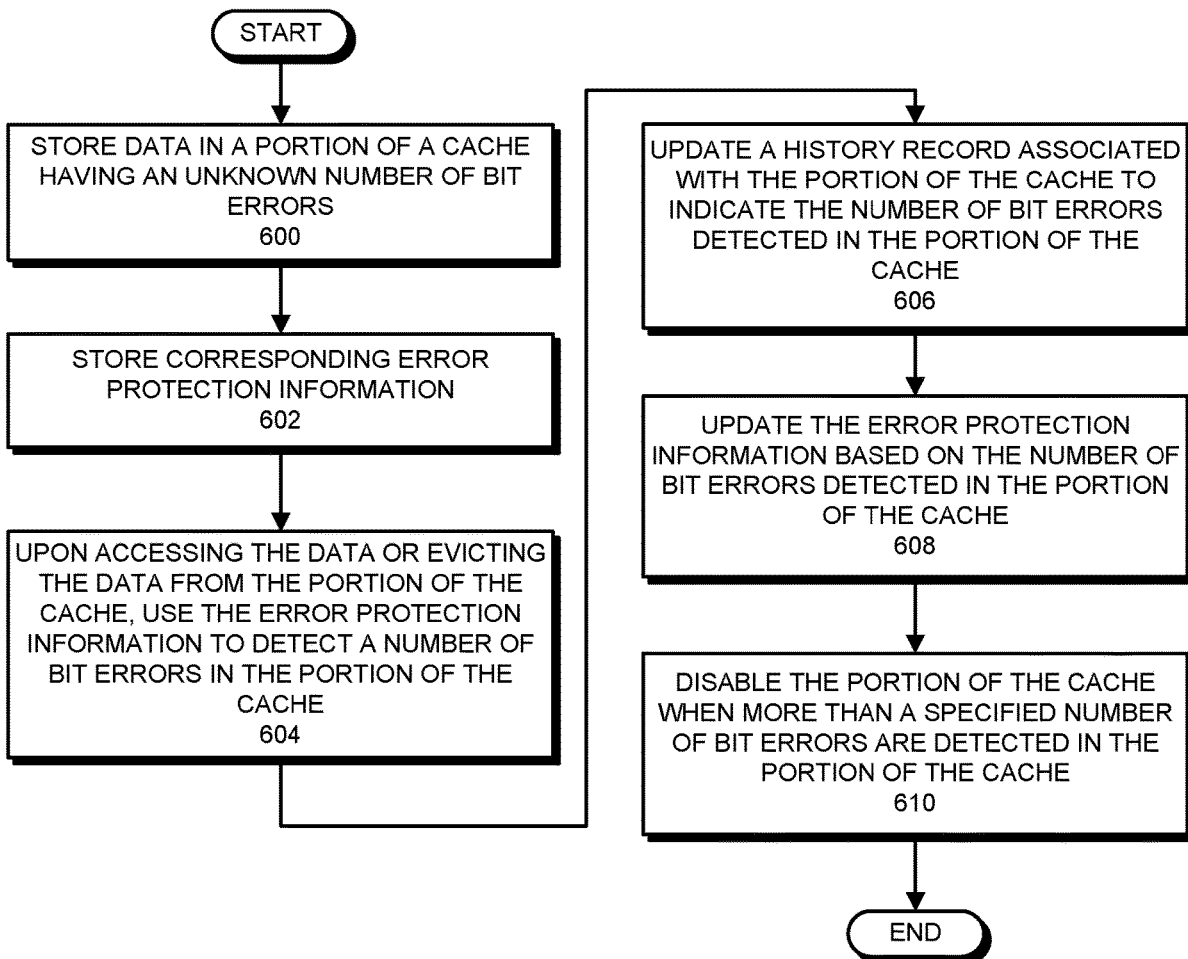 START
STORE DATA IN A PORTION OF A CACHE
HAVING AN UNKNOWN NUMBER OF BIT
ERRORS
600
STORE CORRESPONDING ERROR
PROTECTION INFORMATION
602
UPON ACCESSING THE DATA OR EVICTING
THE DATA FROM THE PORTION OF THE
CACHE, USE THE ERROR PROTECTION
INFORMATION TO DETECT A NUMBER OF
BIT ERRORS IN THE PORTION OF THE
CACHE
604
UPDATE A HISTORY RECORD ASSOCIATED
WITH THE PORTION OF THE CACHE TO
INDICATE THE NUMBER OF BIT ERRORS
DETECTED IN THE PORTION OF THE
CACHE
606
UPDATE THE ERROR PROTECTION
INFORMATION BASED ON THE NUMBER OF
BIT ERRORS DETECTED IN THE PORTION
OF THE CACHE
608
DISABLE THE PORTION OF THE CACHE
WHEN MORE THAN A SPECIFIED NUMBER
OF BIT ERRORS ARE DETECTED IN THE
PORTION OF THE CACHE
610
END